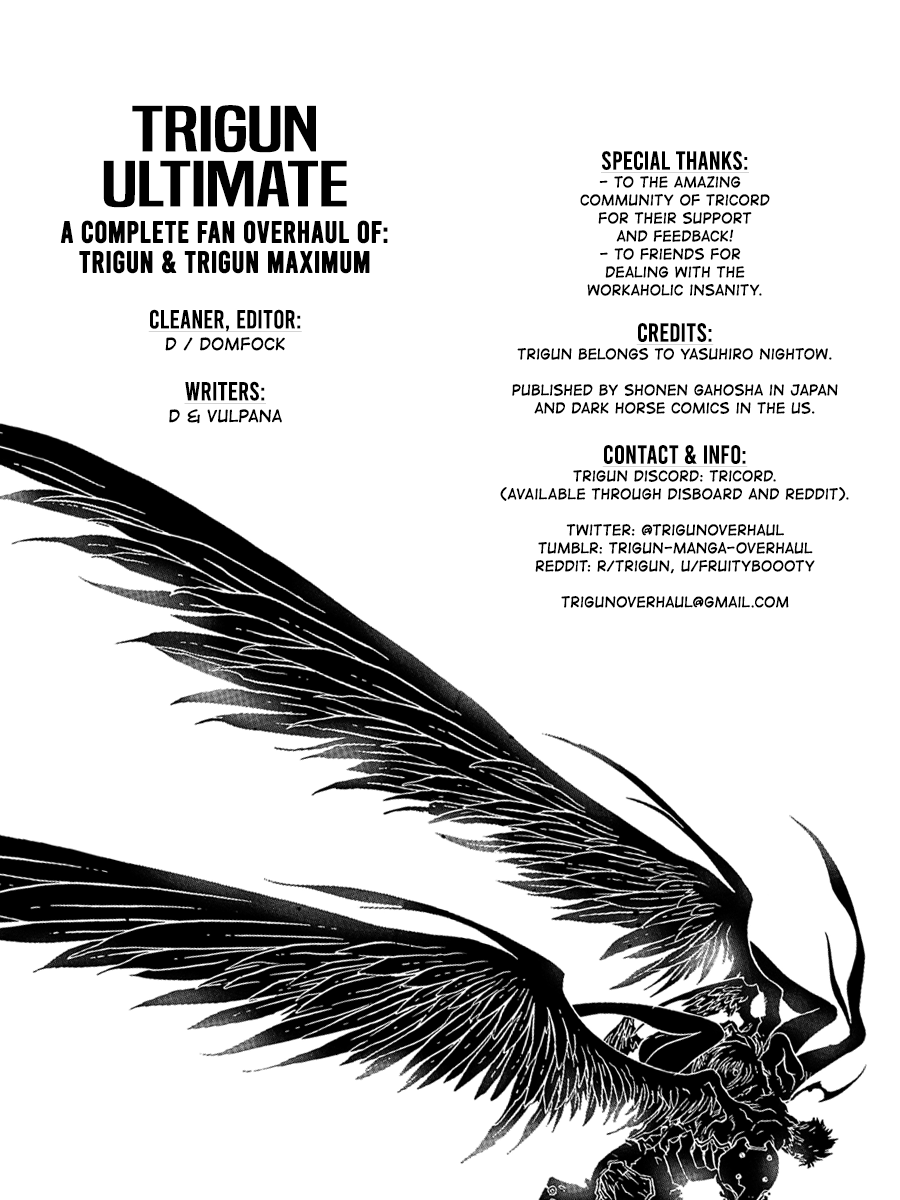 TRIGUN
ULTIMATE
A COMPLETE FAN OVERHAUL OF:
TRIGUN & TRIGUN MAXIMUM
CLEANER, EDITOR:
D / DOMFOCK
WRITERS:
D & VULPANA
SPECIAL THANKS:
- TO THE AMAZING
COMMUNITY OF TRICORD
FOR THEIR SUPPORT
AND FEEDBACK!
- TO FRIENDS FOR
DEALING WITH THE
WORKAHOLIC INSANITY.
CREDITS:
TRIGUN BELONGS TO YASUHIRO NIGHTOW.
PUBLISHED BY SHONEN GAHOSHA IN JAPAN
AND DARK HORSE COMICS IN THE US.
CONTACT & INFO:
TRIGUN DISCORD: TRICORD.
(AVAILABLE THROUGH DISBOARD AND REDDIT).
TWITTER: @TRIGUNOVERHAUL
TUMBLR: TRIGUN-MANGA-OVERHAUL
REDDIT: R/TRIGUN, U/FRUITYBOOOTY
TRIGUNOVERHAUL@GMAIL.COM